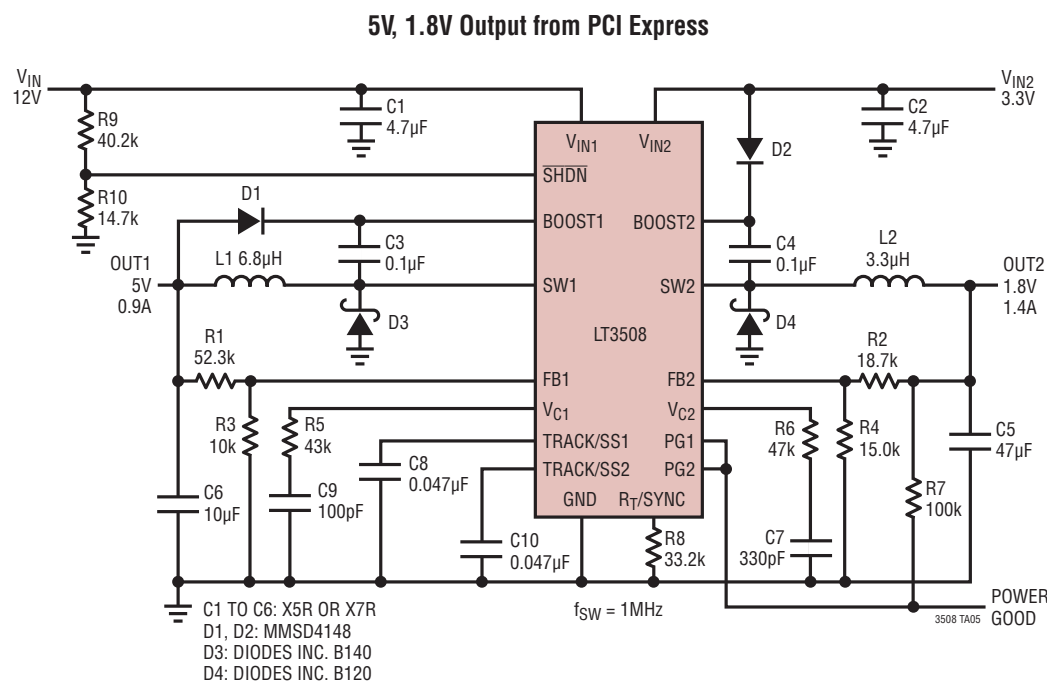 5V, 1.8V Output from PCI Express
VIN
12V
VIN2
3.3V
R9
40.2k
C1
4.7µF
C2
4.7µF
VIN1
VIN2
D2
SHDN
R10
14.7k
D1
BOOST1
BOOST2
C3
0.1µF
C4
0.1µF
L2
3.3µH
OUT1
5V
0.9A
L1 6.8µH
SW1
SW2
OUT2
1.8V
1.4A
D3
D4
LT3508
R1
52.3k
R2
18.7k
FB1
FB2
VC1
VC2
R3
10k
R5
43k
R6
47k
R4
15.0k
C5
47µF
TRACK/SS1
PG1
C8
0.047µF
TRACK/SS2
PG2
C6
10µF
C9
100pF
R7
100k
GND
RT/SYNC
C10
0.047µF
R8
33.2k
C7
330pF
C1 TO C6: X5R OR X7R
D1, D2: MMSD4148
D3: DIODES INC. B140
D4: DIODES INC. B120
fSW = 1MHz
POWER
GOOD
3508 TA05